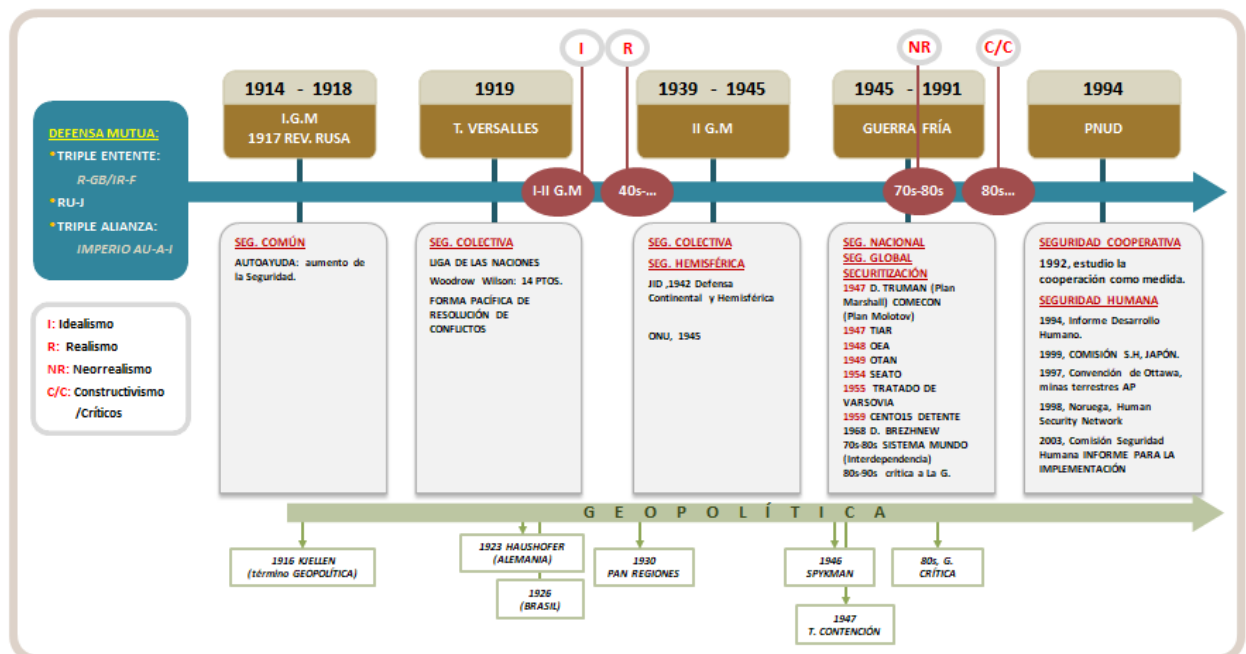 I
R
NR
C/C
1914 - 1918
I.G.M
1917 REV. RUSA
1919
T. VERSALLES
1939 - 1945
II G.M
1945 - 1991
GUERRA FRÍA
1994
PNUD
DEFENSA MUTUA:
•TRIPLE ENTENTE:
R-GB/IR-F
•RU-J
•TRIPLE ALIANZA:
IMPERIO AU-A-I
I-II G.M
40s-...
70s-80s
80s...
I: Idealismo
R: Realismo
NR: Neorrealismo
C/C: Constructivismo
/Críticos
SEG. COMÚN
AUTOAYUDA: aumento de
la Seguridad.
SEG. COLECTIVA
LIGA DE LAS NACIONES
Woodrow Wilson: 14 PTOS.
FORMA PACÍFICA DE
RESOLUCIÓN DE
CONFLICTOS
SEG. COLECTIVA
SEG. HEMISFÉRICA
JID ,1942 Defensa
Continental y Hemisférica
ONU, 1945
SEG. NACIONAL
SEG. GLOBAL
SECURITIZACIÓN
1947 D. TRUMAN (Plan
Marshall) COMECON
(Plan Molotov)
1947 TIAR
1948 OEA
1949 OTAN
1954 SEATO
1955 TRATADO DE
VARSOVIA
1959 CENTO15 DETENTE
1968 D. BREZHNEW
70s-80s SISTEMA MUNDO
(Interdependencia)
80s-90s crítica a La G.
SEGURIDAD COOPERATIVA
1992, estudio la
cooperación como medida.
SEGURIDAD HUMANA
1994, Informe Desarrollo
Humano.
1999, COMISIÓN S.H, JAPÓN.
1997, Convención de Ottawa,
minas terrestres AP
1998, Noruega, Human
Security Network
2003, Comisión Seguridad
Humana INFORME PARA LA
IMPLEMENTACIÓN
GEOPOLÍTICA
1916 KJELLEN
(término GEOPOLÍTICA)
1923 HAUSHOFER
(ALEMANIA)
1926
(BRASIL)
1930
PAN REGIONES
1946
SPYKMAN
1947
T. CONTENCIÓN
80s, G.
CRÍTICA